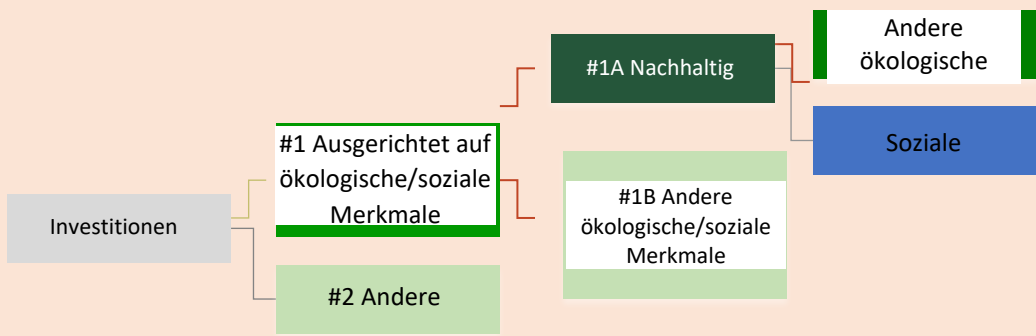 Investitionen
#1 Ausgerichtet auf
ökologische/soziale
Merkmale
#2 Andere
#1A Nachhaltig
#1B Andere
ökologische/soziale
Merkmale
Andere
ökologische
Soziale